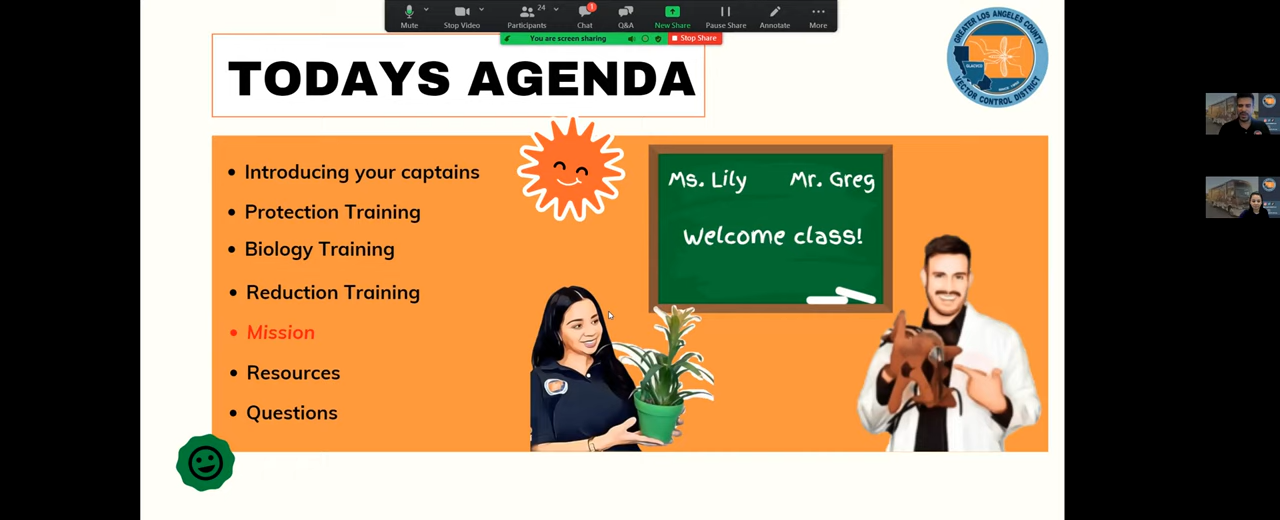 Mute
Stop Video
24
Participants
1
Chat
Q&A
New Share
Pause Share
Annotate
More
You are screen sharing
Stop Share
TODAYS AGENDA
GREATER LOS ANGELES COUNTY
GLACVCD
VECTOR CONTROL DISTRICT
• Introducing your captains
• Protection Training
• Biology Training
• Reduction Training
• Mission
• Resources
• Questions
Ms. Lily Mr. Greg
Welcome class!